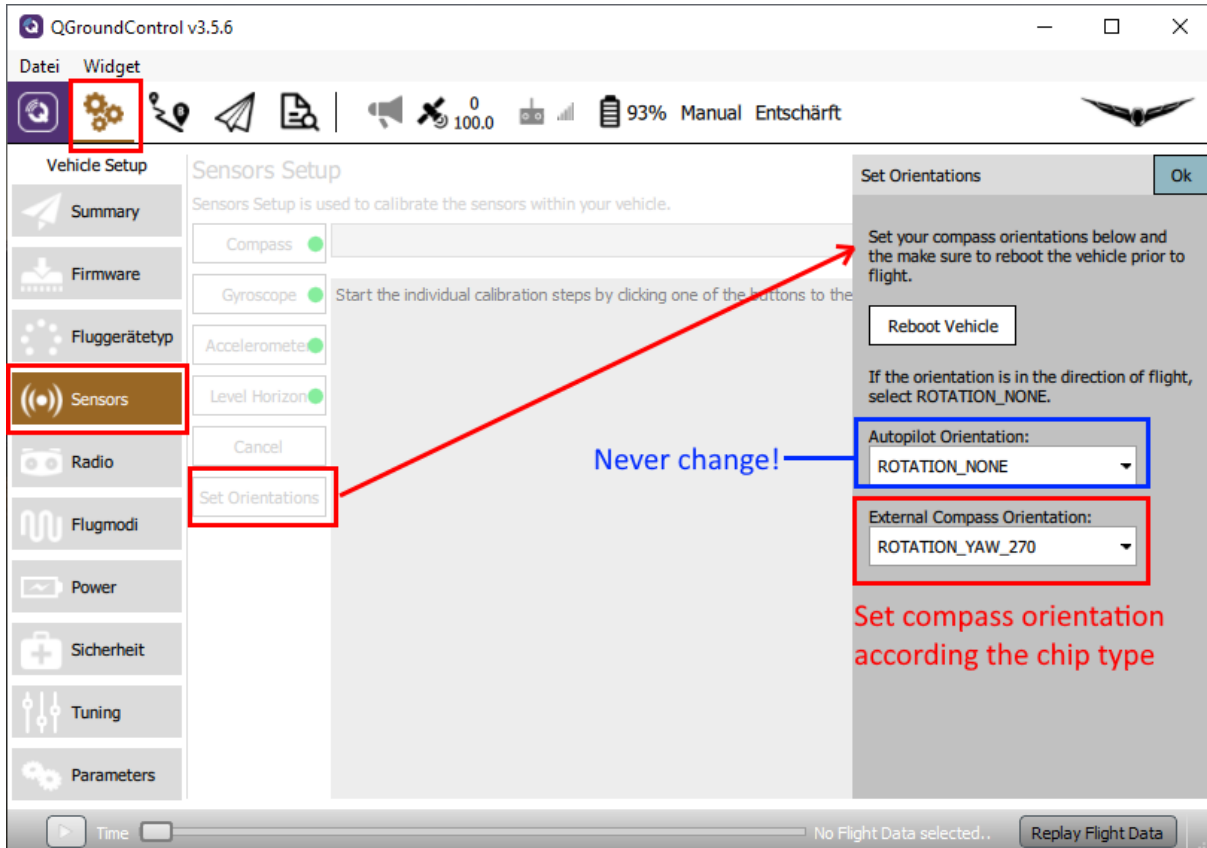 QGroundControl v3.5.6
Datei Widget
0
100.0
93% Manual Entschärft
Vehicle Setup
Summary
Firmware
Fluggerätetyp
Sensors
Radio
Flugmodi
Power
Sicherheit
Tuning
Parameters
Sensors Setup
Sensors Setup is used to calibrate the sensors within your vehicle.
Compass
Gyroscope
Accelerometer
Level Horizon
Cancel
Set Orientations
Start the individual calibration steps by clicking one of the buttons to the
Never change!
Set Orientations
Ok
Set your compass orientations below and
the make sure to reboot the vehicle prior to
flight.
Reboot Vehicle
If the orientation is in the direction of flight,
select ROTATION_NONE.
Autopilot Orientation:
ROTATION_NONE
External Compass Orientation:
ROTATION_YAW_270
Set compass orientation
according the chip type
Time
No Flight Data selected..
Replay Flight Data